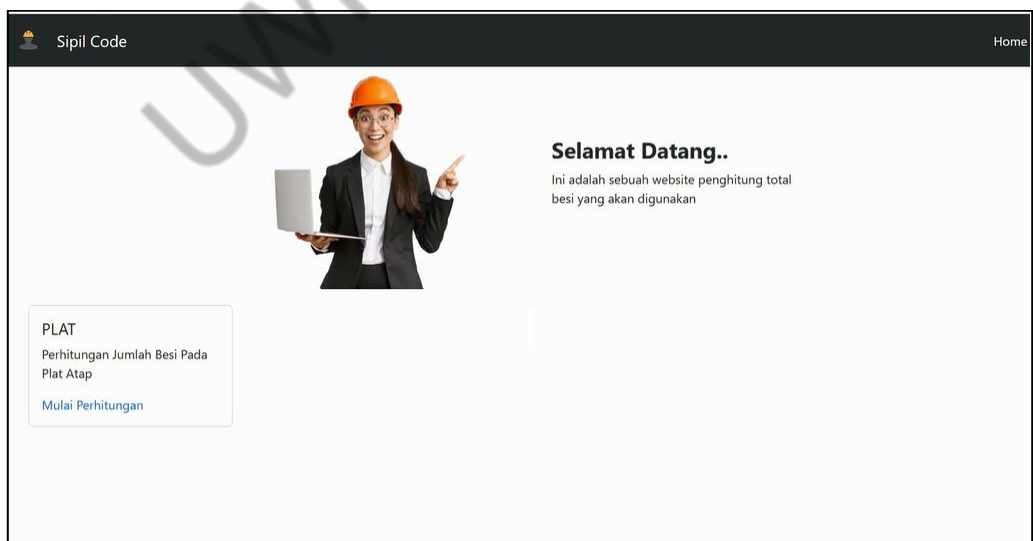 Sipil Code
Home
Selamat Datang..
Ini adalah sebuah website penghitung total
besi yang akan digunakan
PLAT
Perhitungan Jumlah Besi Pada
Plat Atap
Mulai Perhitungan